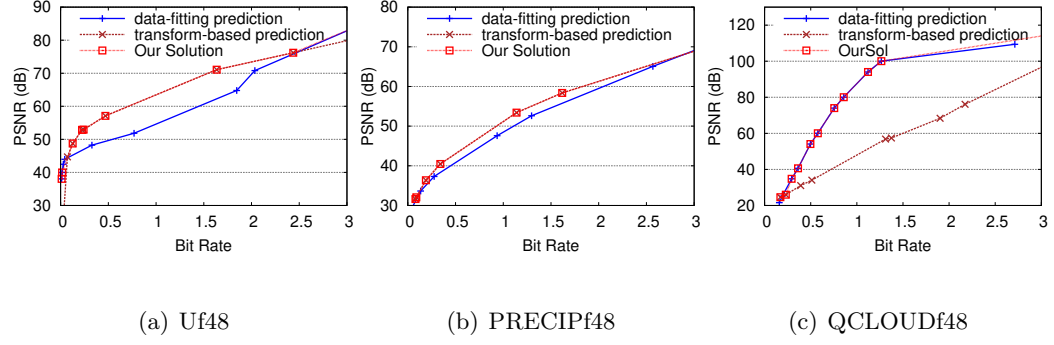 90
80
70
60
50
40
30
PSNR (dB)
data-fitting prediction
transform-based prediction
Our Solution
0 0.5 1 1.5 2 2.5 3
Bit Rate
80
70
60
50
40
30
PSNR (dB)
data-fitting prediction
transform-based prediction
Our Solution
0 0.5 1 1.5 2 2.5 3
Bit Rate
120
100
80
60
40
20
PSNR (dB)
data-fitting prediction
transform-based prediction
OurSol
0 0.5 1 1.5 2 2.5 3
Bit Rate
(a) Uf48
(b) PRECIPf48
(c) QCLOUDf48